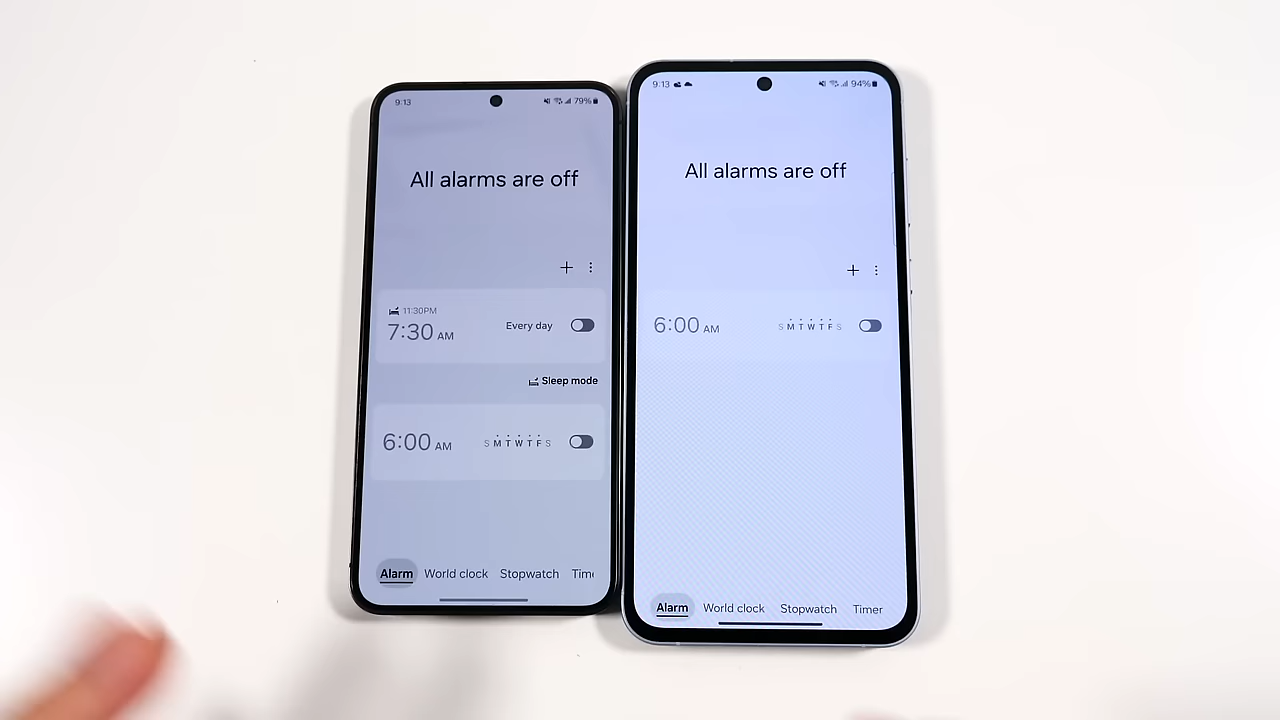 9:13
79%
All alarms are off
11:30PM
7:30 AM
Every day
Sleep mode
6:00 AM
S M T W T F S
Alarm World clock Stopwatch Time
9:13
94%
All alarms are off
6:00 AM
S M T W T F S
Alarm World clock Stopwatch Timer